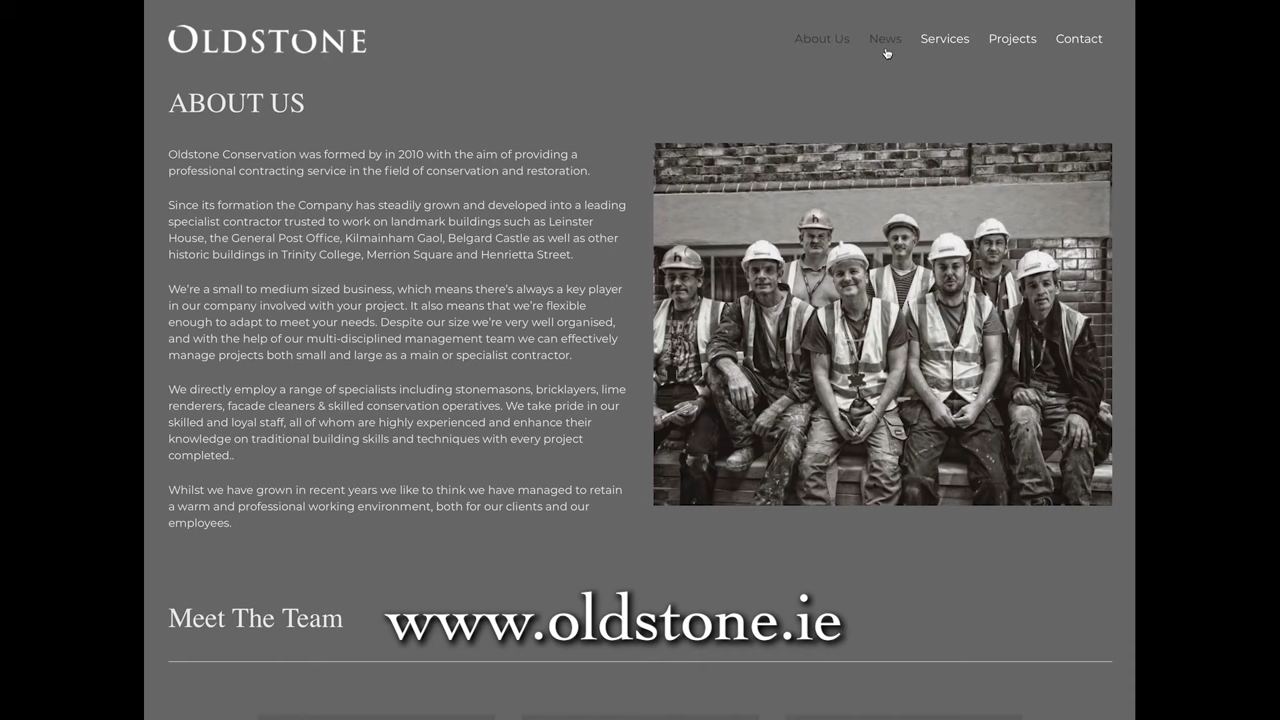 OLDSTONE
About Us News Services Projects Contact
ABOUT US
Oldstone Conservation was formed by in 2010 with the aim of providing a
professional contracting service in the field of conservation and restoration.
Since its formation the Company has steadily grown and developed into a leading
specialist contractor trusted to work on landmark buildings such as Leinster
House, the General Post Office, Kilmainham Gaol, Belgard Castle as well as other
historic buildings in Trinity College, Merrion Square and Henrietta Street.
We're a small to medium sized business, which means there's always a key player
in our company involved with your project. It also means that we're flexible
enough to adapt to meet your needs. Despite our size we're very well organised,
and with the help of our multi-disciplined management team we can effectively
manage projects both small and large as a main or specialist contractor.
We directly employ a range of specialists including stonemasons, bricklayers, lime
renderers, facade cleaners & skilled conservation operatives. We take pride in our
skilled and loyal staff, all of whom are highly experienced and enhance their
knowledge on traditional building skills and techniques with every project
completed..
Whilst we have grown in recent years we like to think we have managed to retain
a warm and professional working environment, both for our clients and our
employees.
Meet The Team
www.oldstone.ie